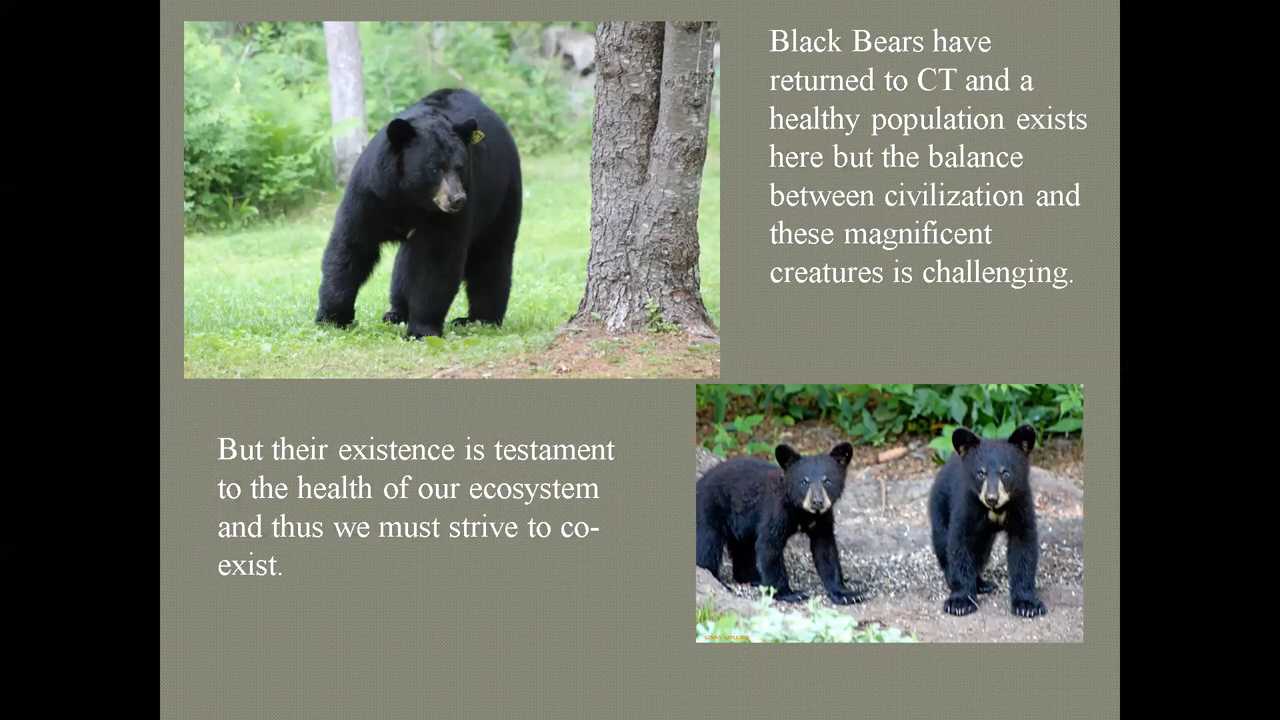 Black Bears have
returned to CT and a
healthy population exists
here but the balance
between civilization and
these magnificent
creatures is challenging.
But their existence is testament
to the health of our ecosystem
and thus we must strive to co-
exist.